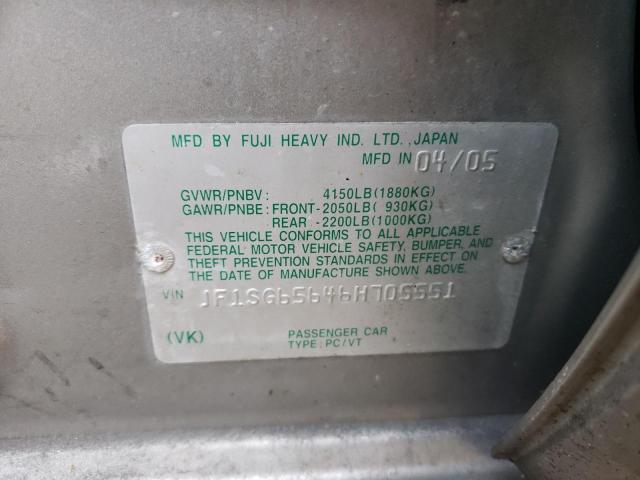 MFD BY FUJI HEAVY IND. LTD., JAPAN
MFD IN 04/05
GVWR/PNBV: 4150LB(1880KG)
GAWR/PNBE: FRONT-2050LB( 930KG)
REAR -2200LB(1000KG)
THIS VEHICLE CONFORMS TO ALL APPLICABLE
FEDERAL MOTOR VEHICLE SAFETY, BUMPER, AND
THEFT PREVENTION STANDARDS IN EFFECT ON
THE DATE OF MANUFACTURE SHOWN ABOVE.
VIN JF1SG65646H705551
(VK) PASSENGER CAR
TYPE: PC/VT